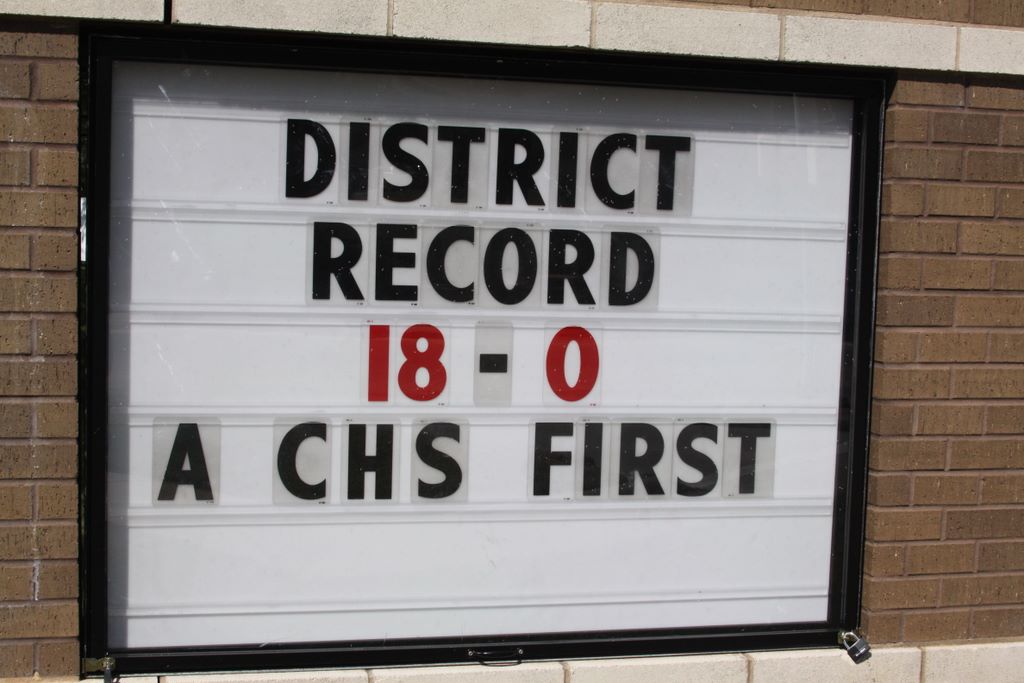 DISTRICT
RECORD
18 - 0
A CHS FIRST